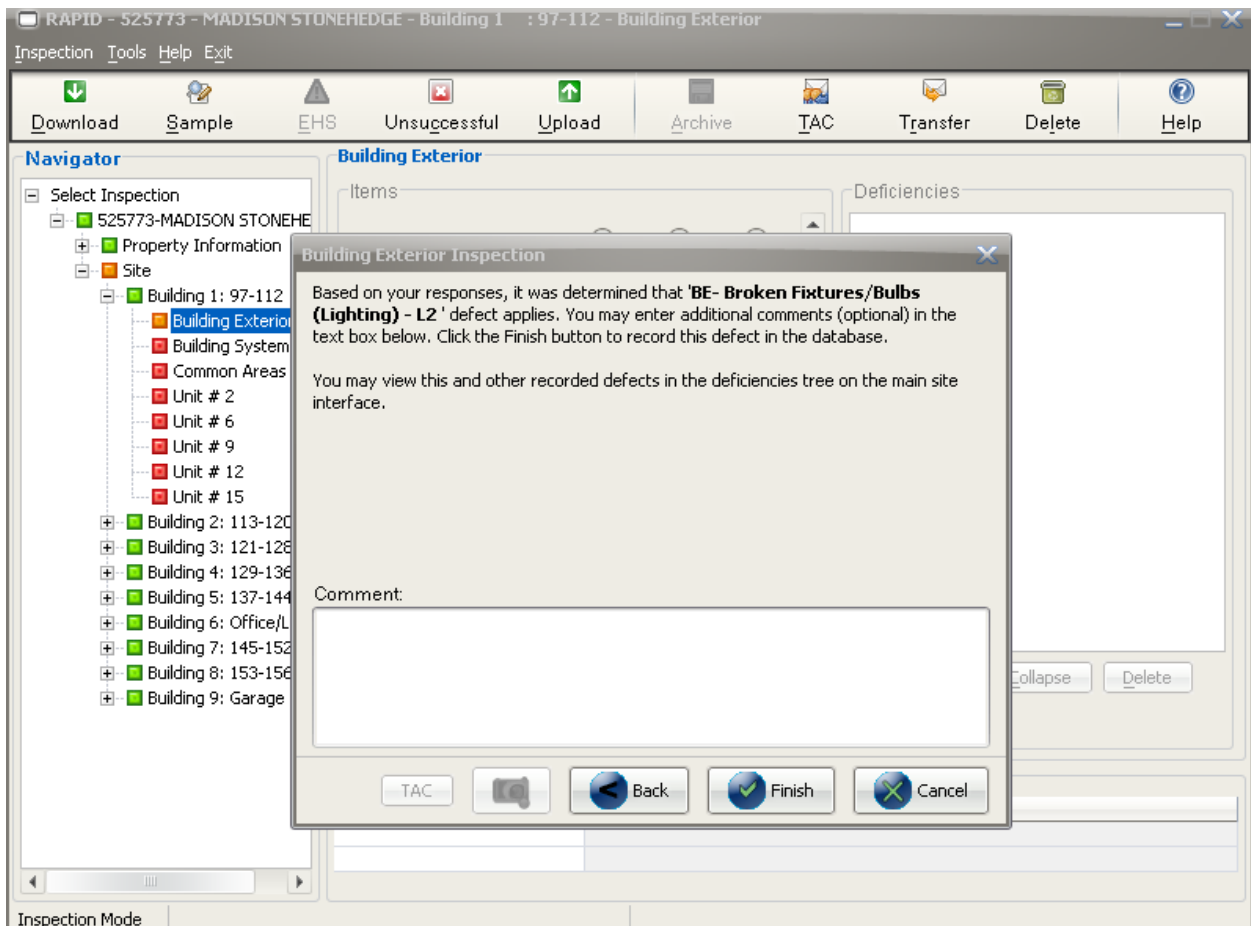 RAPID - 525773 - MADISON STONEHEDGE - Building 1 : 97-112 - Building Exterior
Inspection Tools Help Exit
Download Sample EHS Unsuccessful Upload Archive TAC Transfer Delete Help
Navigator
Select Inspection
525773-MADISON STONEHE
Property Information
Site
Building 1: 97-112
Building Exterior
Building System
Common Areas
Unit # 2
Unit # 6
Unit # 9
Unit # 12
Unit # 15
Building 2: 113-120
Building 3: 121-128
Building 4: 129-136
Building 5: 137-144
Building 6: Office/L
Building 7: 145-152
Building 8: 153-156
Building 9: Garage
Building Exterior
Items
Deficiencies
Building Exterior Inspection
Based on your responses, it was determined that 'BE- Broken Fixtures/Bulbs
(Lighting) - L2 ' defect applies. You may enter additional comments (optional) in the
text box below. Click the Finish button to record this defect in the database.
You may view this and other recorded defects in the deficiencies tree on the main site
interface.
Comment:
TAC Back Finish Cancel
Collapse Delete
Inspection Mode